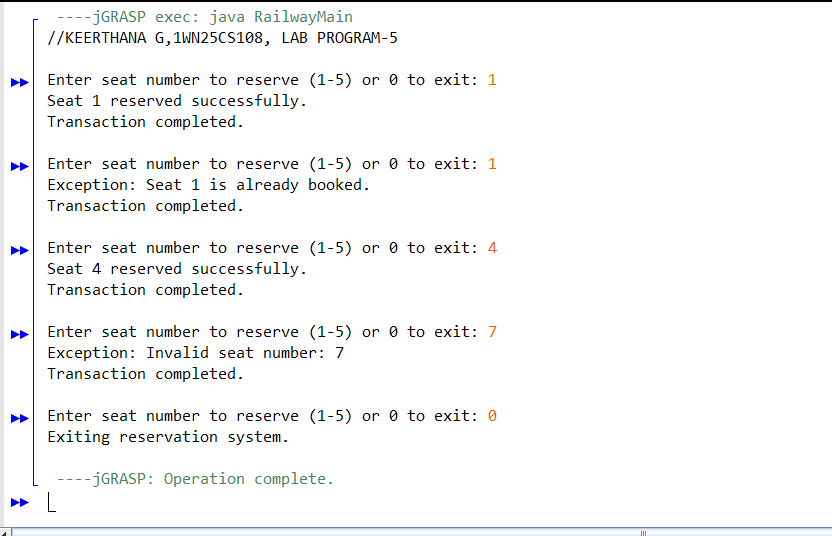 ----jGRASP exec: java RailwayMain
//KEERTHANA G,1WN25CS108, LAB PROGRAM-5
Enter seat number to reserve (1-5) or 0 to exit: 1
Seat 1 reserved successfully.
Transaction completed.
Enter seat number to reserve (1-5) or 0 to exit: 1
Exception: Seat 1 is already booked.
Transaction completed.
Enter seat number to reserve (1-5) or 0 to exit: 4
Seat 4 reserved successfully.
Transaction completed.
Enter seat number to reserve (1-5) or 0 to exit: 7
Exception: Invalid seat number: 7
Transaction completed.
Enter seat number to reserve (1-5) or 0 to exit: 0
Exiting reservation system.
----jGRASP: Operation complete.